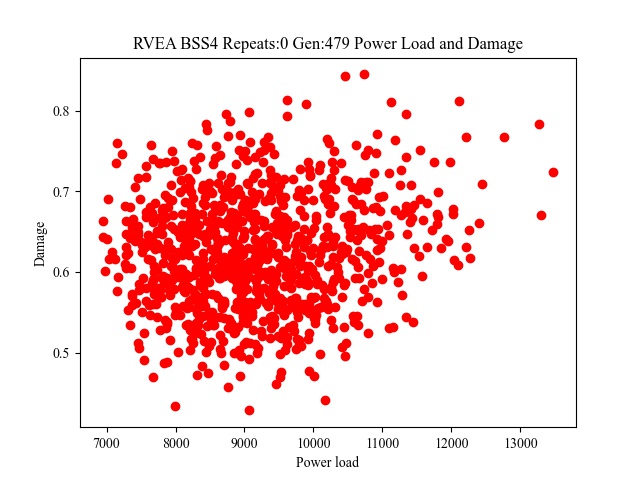 RVEA BSS4 Repeats:0 Gen:479 Power Load and Damage
0.8
0.7
0.6
0.5
Damage
7000 8000 9000 10000 11000 12000 13000
Power load